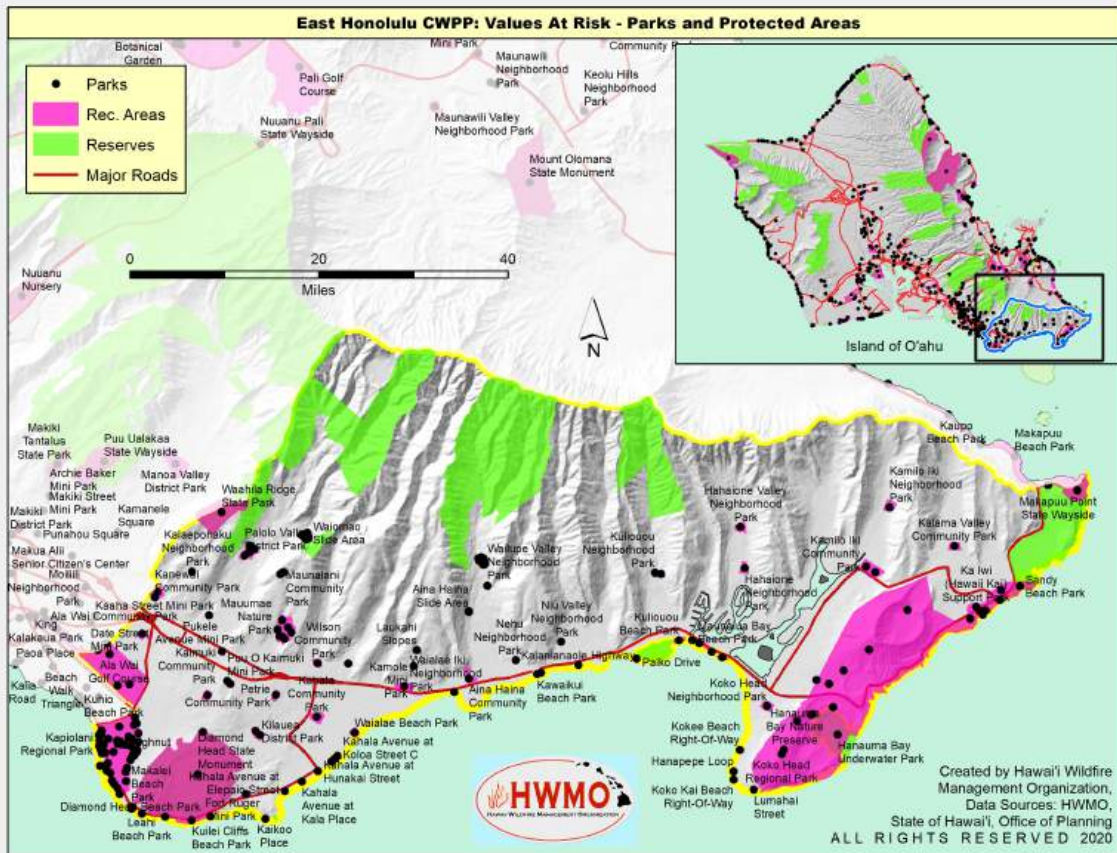 East Honolulu CWPP: Values At Risk - Parks and Protected Areas
Parks
Rec. Areas
Reserves
Major Roads
Botanical
Garden
Pali Golf
Course
Mini Park
Maunawili
Neighborhood
Park
Keolu Hills
Neighborhood
Park
Nuuanu Pali
State Wayside
Maunawili Valley
Neighborhood Park
Mount Olomana
State Monument
Nuuanu
Nursery
0 20 40
Miles
N
Island of O'ahu
Makiki
Tantalus
State Park
Puu Ualakaa
State Wayside
Archie Baker
Mini Park
Manoa Valley
District Park
Makiki Street
Mini Park
Kamanele
Square
Makiki
District Park
Punahou Square
Waahila Ridge
State Park
Makua Alii
Senior Citizen's Center
Kalaepohaku
Neighborhood
Park
Palolo Valley
District Park
Waiomao
Slide Area
Moiliili
Neighborhood
Park
Kanewai
Community Park
Maunalani
Community
Park
Kaaha Street Mini Park
Ala Wai Community Park
Pukele
Avenue Mini Park
Mauumae
Nature
Park
Wilson
Community
Park
King
Kalakaua Park
Paoa Place
Date Street
Mini Park
Kaimuki
Community
Park
Puu O Kaimuki
Mini Park
Laukahi
Slopes
Kamole
Mini
Park
Waialae Iki
Neighborhood
Park
Ala Wai
Golf Course
Beach
Walk
Triangle
Kalia
Road
Kuhio
Beach Park
Petrie
Community Park
Kahala
Community
Park
Kapiolani
Regional Park
Kilauea
District Park
Diamond
Head State
Monument
Makalei
Beach
Park
Diamond Head Beach Park
Leahi
Beach Park
Kuilei Cliffs
Beach Park
Fort Ruger
Mini Park
Kaikoo
Place
Kahala Avenue at
Elepaio Street
Kahala
Avenue at
Kala Place
Kahala Avenue at
Hunakai Street
Kahala Avenue at
Koloa Street C
Waialae Beach Park
Aina Haina
Community
Park
Aina Haina
Slide Area
Wailupe Valley
Neighborhood
Park
Nehu
Neighborhood
Park
Niu Valley
Neighborhood
Park
Kalanianaole Highway
Kawaikui
Beach Park
Kuliouou
Neighborhood
Park
Kuliouou
Beach Park
Paiko Drive
Maunalua Bay
Beach Park
Hahaione Valley
Neighborhood
Park
Hahaione
Neighborhood
Park
Kamilo Iki
Neighborhood
Park
Kamilo Iki
Community
Park
Kalama Valley
Community Park
Kaupo
Beach Park
Makapuu
Beach Park
Makapuu Point
State Wayside
Ka Iwi
(Hawaii Kai)
Support Park
Sandy
Beach Park
Koko Head
Neighborhood Park
Kokee Beach
Right-Of-Way
Hanapepe Loop
Koko Kai Beach
Right-Of-Way
Lumahai
Street
Koko Head
Regional Park
Hanauma
Bay Nature
Preserve
Hanauma Bay
Underwater Park
HWMO
HAWAII WILDFIRE MANAGEMENT ORGANIZATION
Created by Hawai'i Wildfire
Management Organization,
Data Sources: HWMO,
State of Hawai'i, Office of Planning
ALL RIGHTS RESERVED 2020